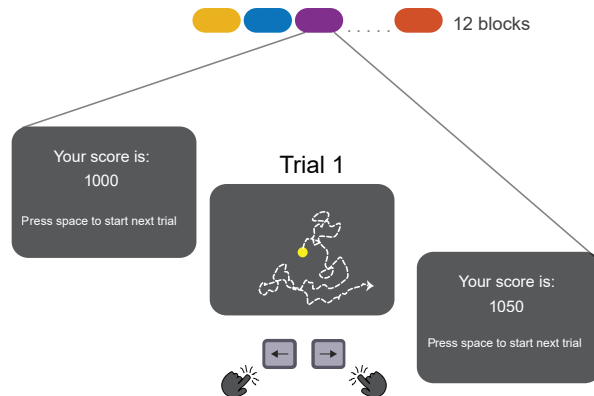 12 blocks
Your score is:
1000
Press space to start next trial
Trial 1
Your score is:
1050
Press space to start next trial